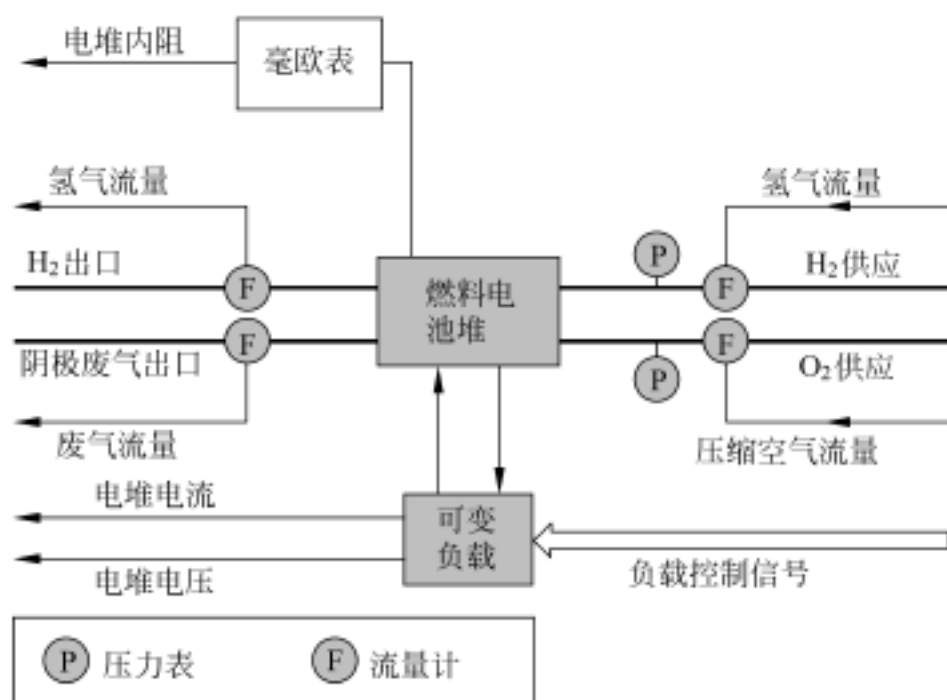 电堆内阻
毫欧表
氢气流量
氢气流量
H₂出口
P
F
F
H₂供应
燃料电
池堆
F
F
阴极废气出口
P
O₂供应
废气流量
压缩空气流量
电堆电流
可变
负载
电堆电压
负载控制信号
P 压力表
F 流量计